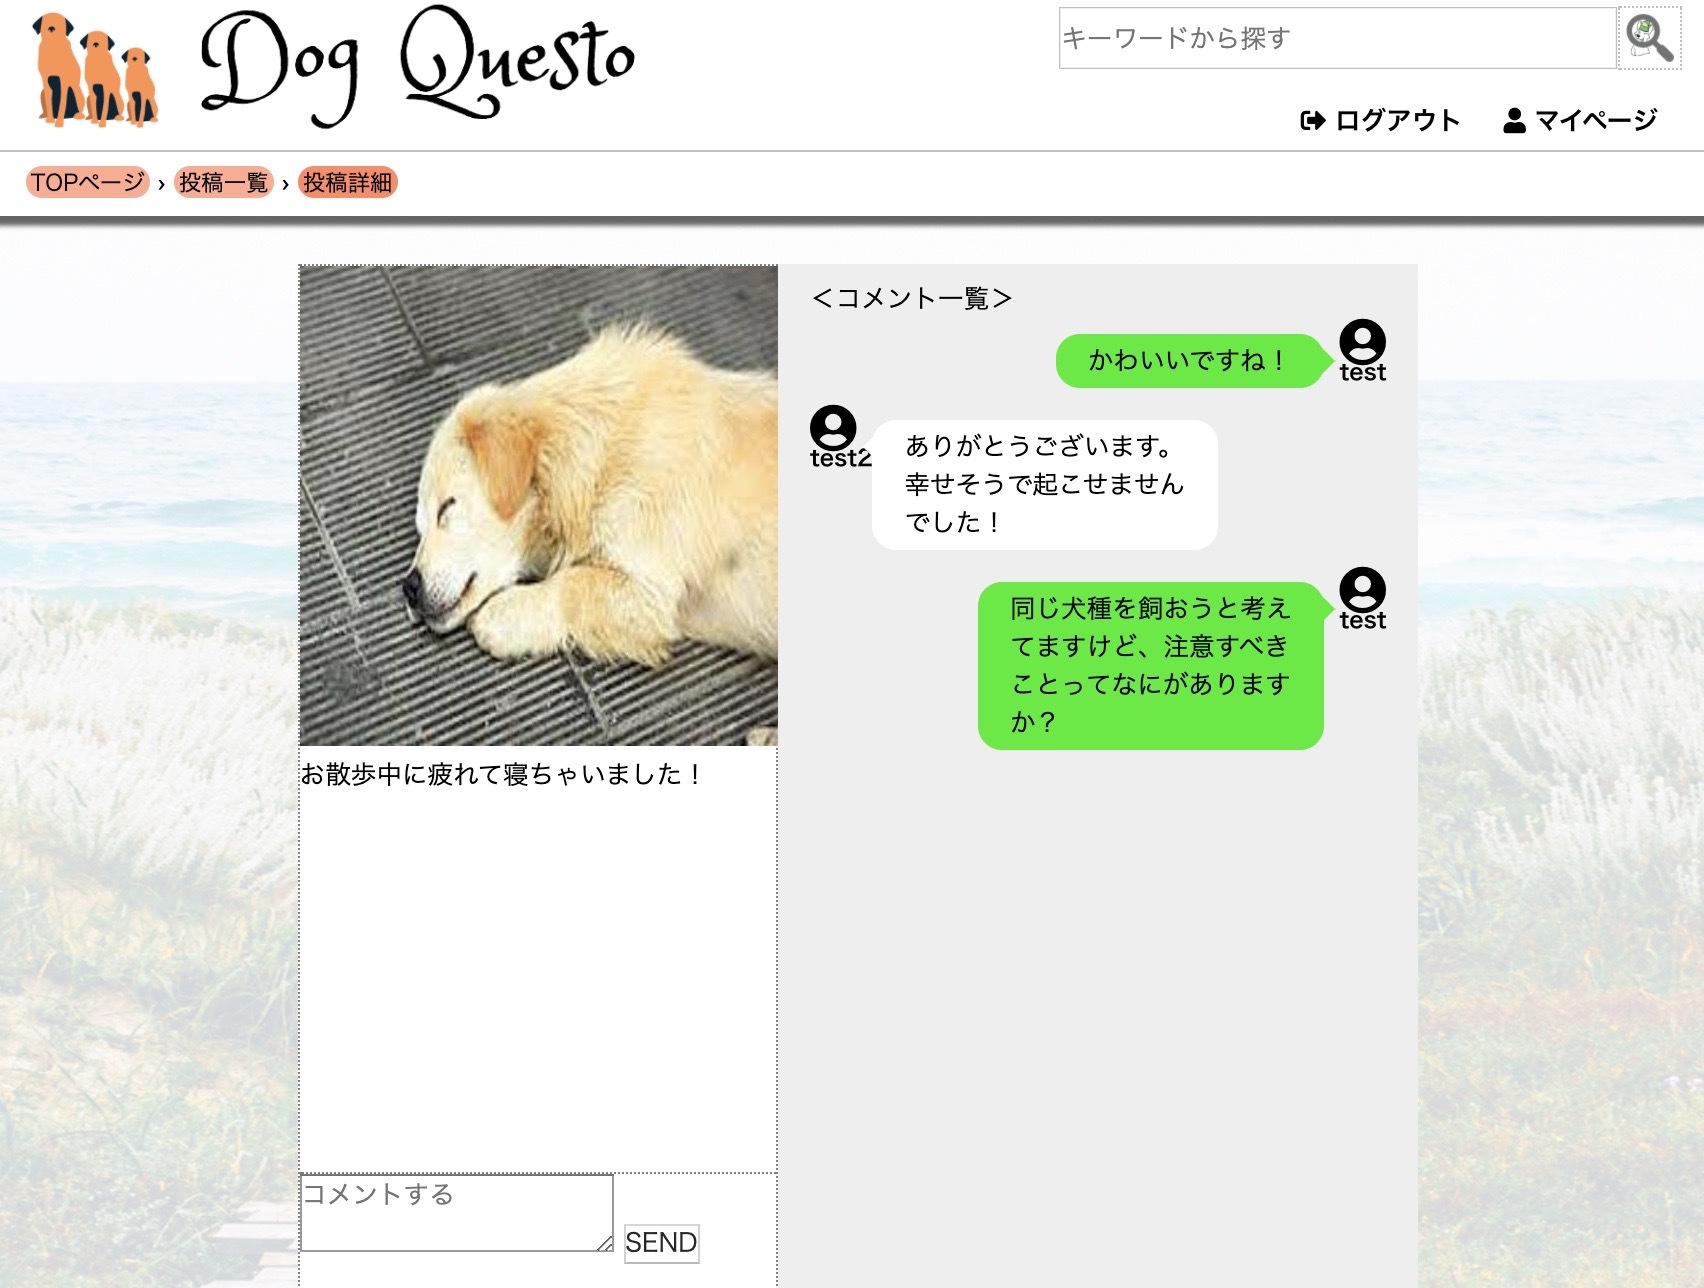 Dog Questo
キーワードから探す
ログアウト マイページ
TOPページ › 投稿一覧 › 投稿詳細
＜コメント一覧＞
かわいいですね！
test
test2
ありがとうございます。
幸せそうで起こせません
でした！
同じ犬種を飼おうと考え
てますけど、注意すべき
ことってなにがあります
か？
test
お散歩中に疲れて寝ちゃいました！
コメントする
SEND